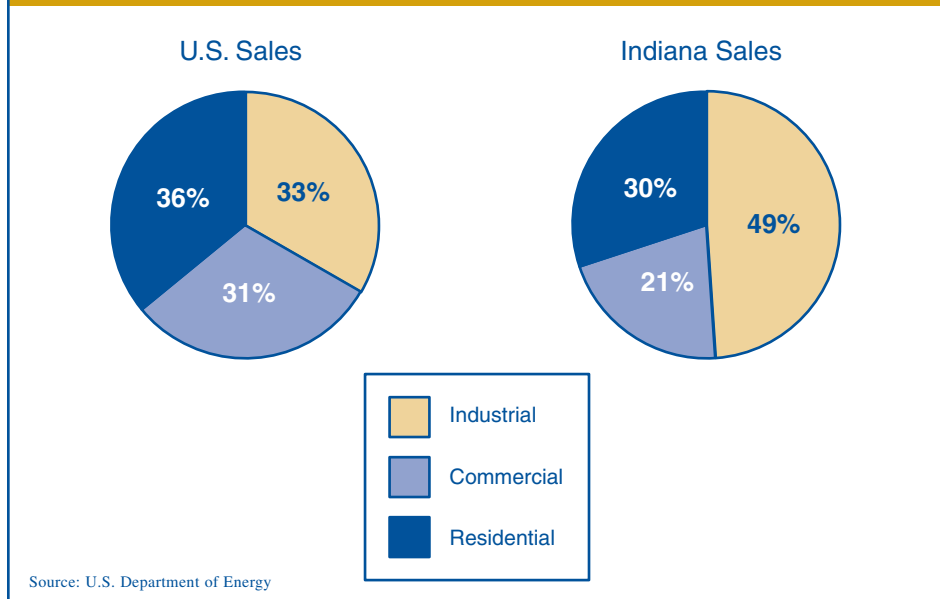 U.S. Sales
Indiana Sales
36%
33%
31%
30%
49%
21%
Industrial
Commercial
Residential
Source: U.S. Department of Energy